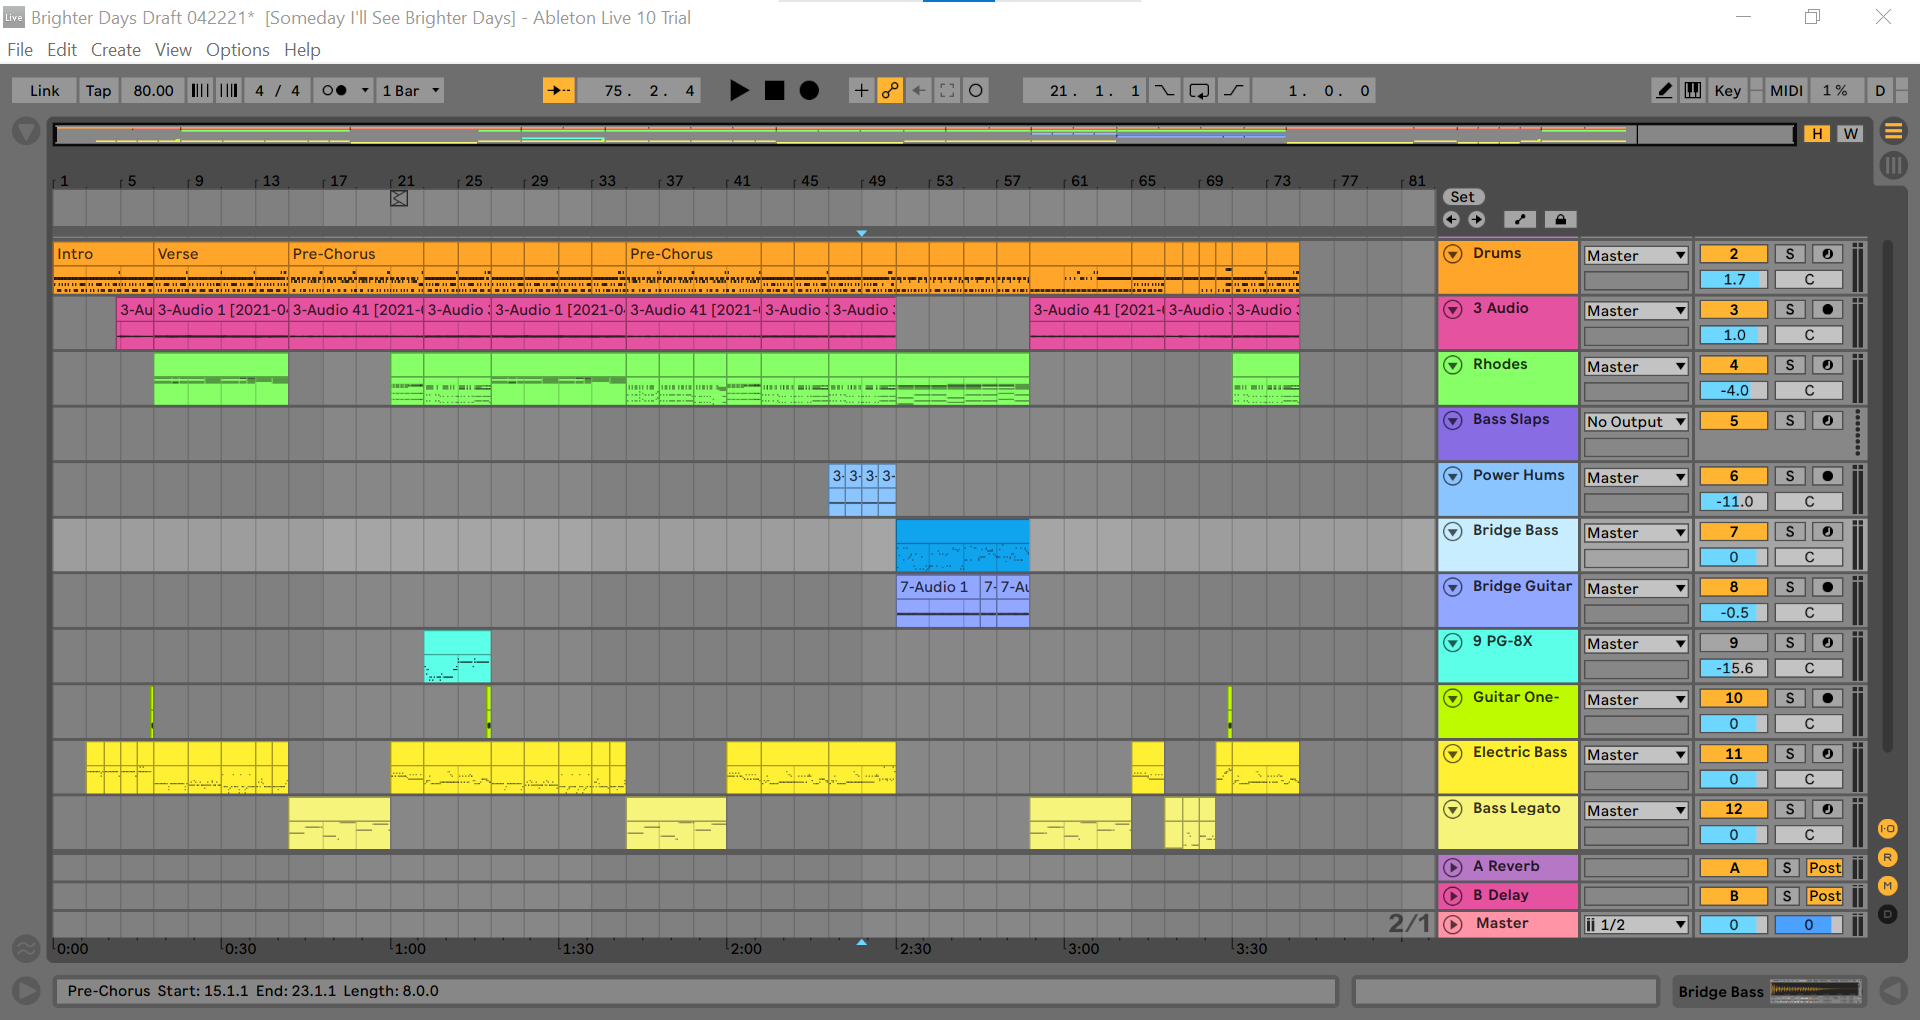 Live Brighter Days Draft 042221* [Someday I'll See Brighter Days] - Ableton Live 10 Trial
File Edit Create View Options Help
Link Tap 80.00 4 / 4 1 Bar 75. 2. 4 21. 1. 1 1. 0. 0 Key MIDI 1 % D
H W
1 5 9 13 17 21 25 29 33 37 41 45 49 53 57 61 65 69 73 77 81
Set
Intro Verse Pre-Chorus Pre-Chorus Drums Master 2 S
1.7 C
3-Au 3-Audio 1 [2021-04 3-Audio 41 [2021-( 3-Audio 3-Audio 1 [2021-04 3-Audio 41 [2021-( 3-Audio 3-Audio 3-Audio 41 [2021-( 3-Audio 3-Audio 3 Audio Master 3 S
1.0 C
Rhodes Master 4 S
-4.0 C
Bass Slaps No Output 5 S
3- 3- 3- 3- Power Hums Master 6 S
-11.0 C
Bridge Bass Master 7 S
0 C
7-Audio 1 7- 7-Au Bridge Guitar Master 8 S
-0.5 C
9 PG-8X Master 9 S
-15.6 C
Guitar One- Master 10 S
0 C
Electric Bass Master 11 S
0 C
Bass Legato Master 12 S
0 C
I·O
R
M
D
A Reverb A S Post
B Delay B S Post
2/1 Master 1/2 0 0
0:00 0:30 1:00 1:30 2:00 2:30 3:00 3:30
Pre-Chorus Start: 15.1.1 End: 23.1.1 Length: 8.0.0 Bridge Bass